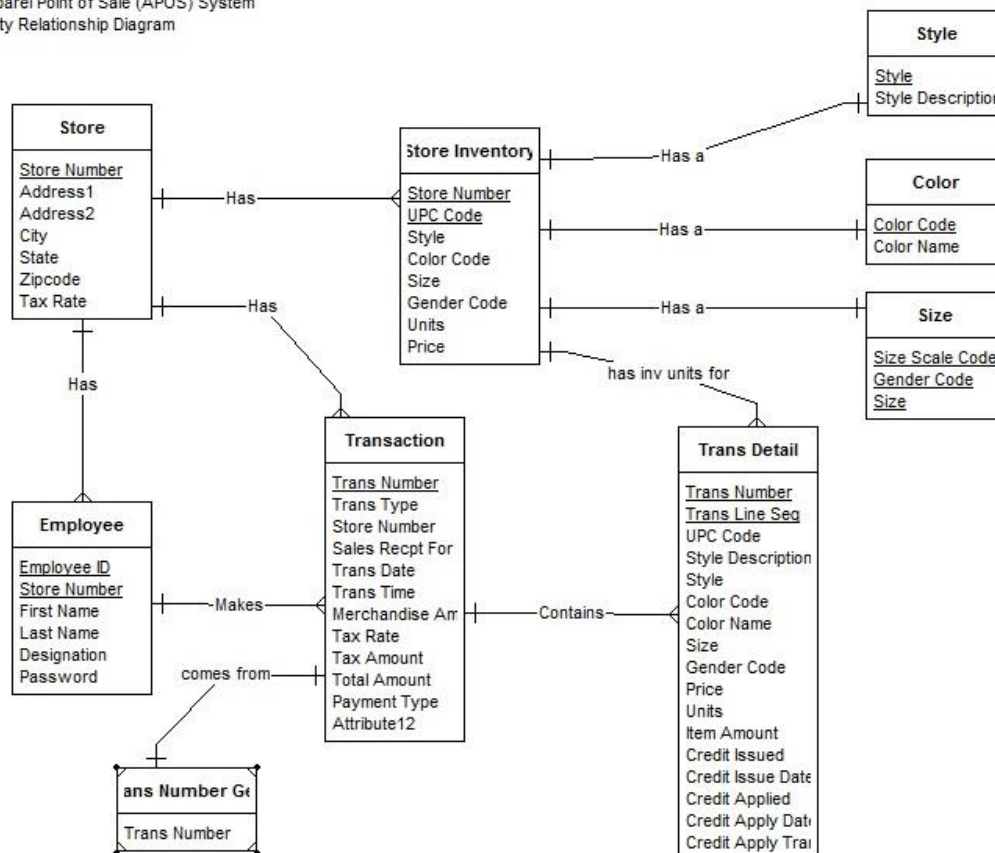 parel Point of Sale (APOS) System
ty Relationship Diagram
Style
Style
Style Description
Store
Store Number
Address1
Address2
City
State
Zipcode
Tax Rate
Has
Store Inventory
Store Number
UPC Code
Style
Color Code
Size
Gender Code
Units
Price
Has a
Color
Color Code
Color Name
Has a
Has a
Size
Size Scale Code
Gender Code
Size
Has
Has
has inv units for
Transaction
Trans Number
Trans Type
Store Number
Sales Recpt For
Trans Date
Trans Time
Merchandise Am
Tax Rate
Tax Amount
Total Amount
Payment Type
Attribute12
Trans Detail
Trans Number
Trans Line Seq
UPC Code
Style Description
Style
Color Code
Color Name
Size
Gender Code
Price
Units
Item Amount
Credit Issued
Credit Issue Date
Credit Applied
Credit Apply Date
Credit Apply Tra
Employee
Employee ID
Store Number
First Name
Last Name
Designation
Password
Makes
Contains
comes from
ans Number Ge
Trans Number